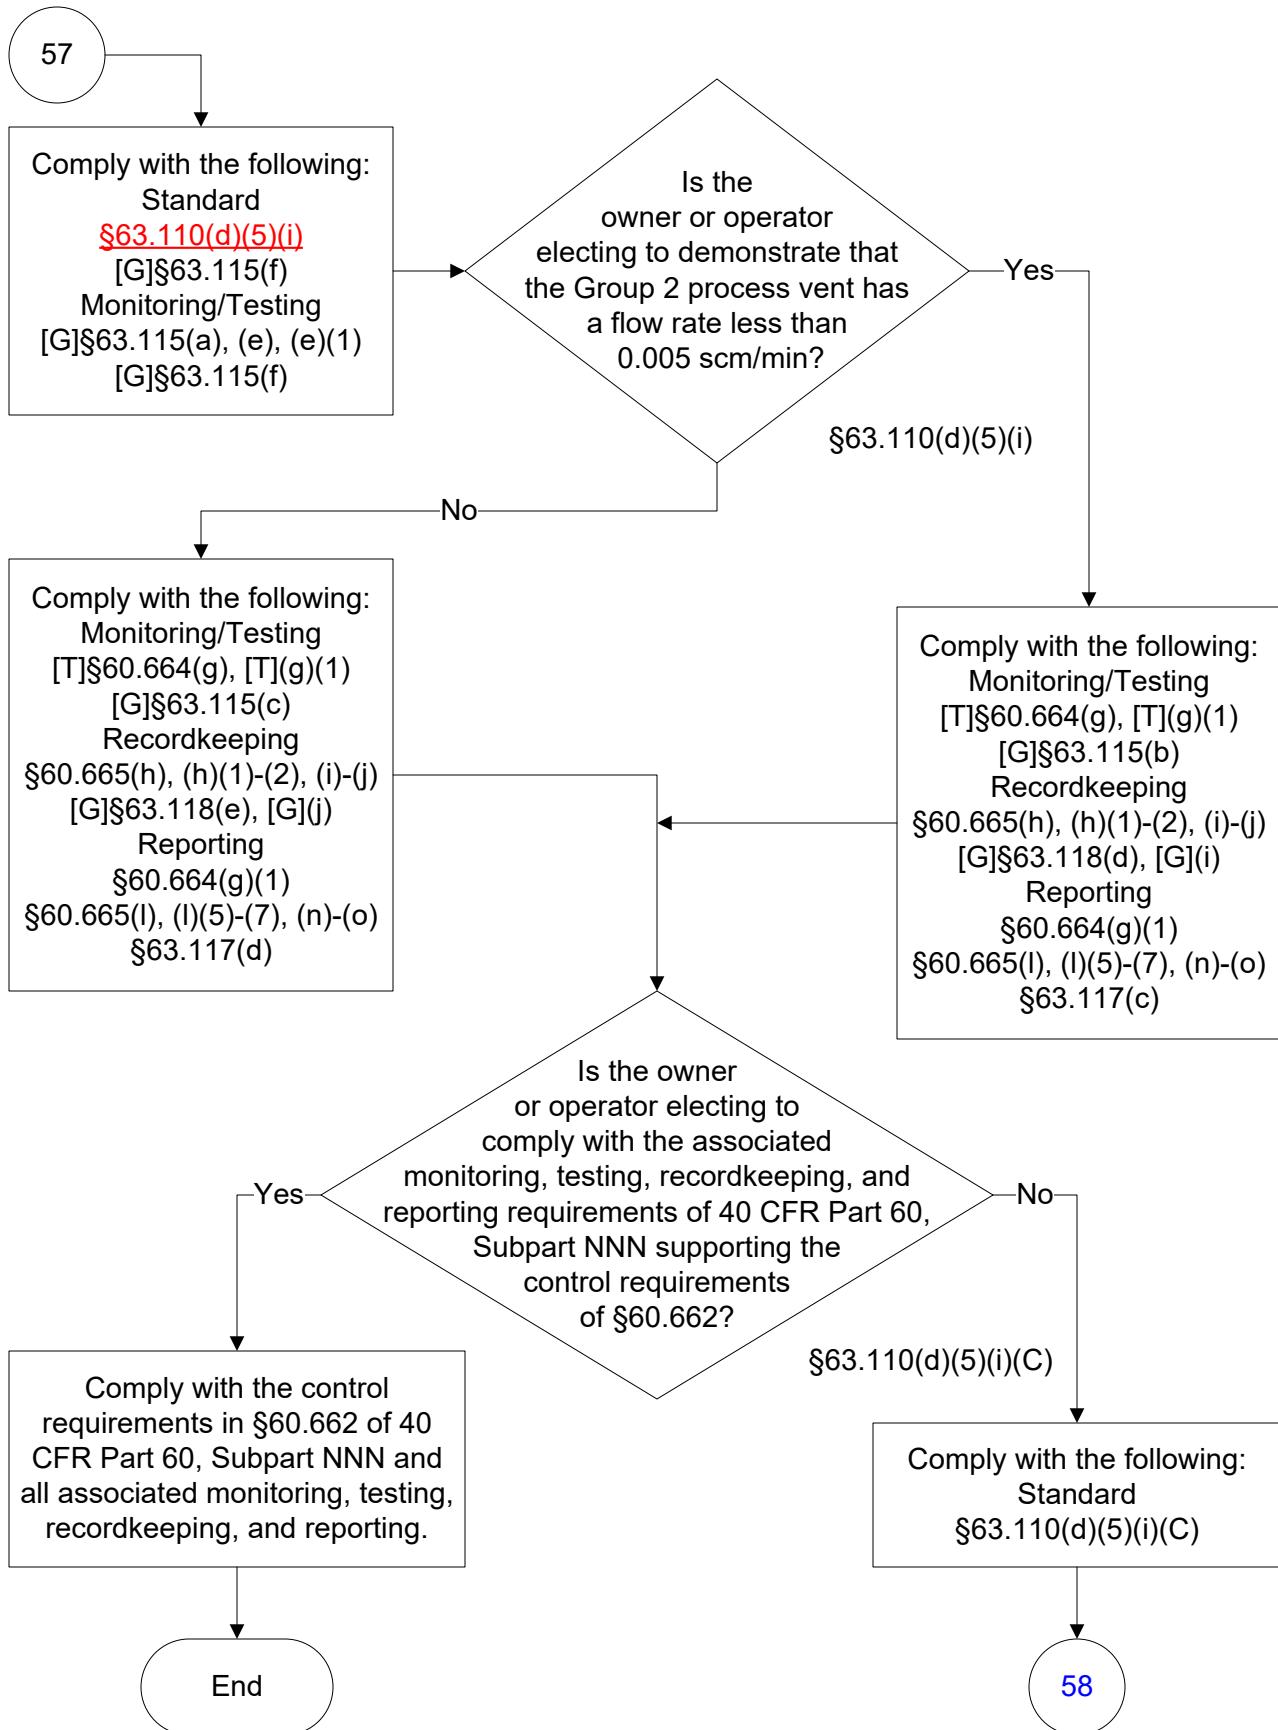 57
Comply with the following:
Standard
§63.110(d)(5)(i)
[G]§63.115(f)
Monitoring/Testing
[G]§63.115(a), (e), (e)(1)
[G]§63.115(f)
Is the
owner or operator
electing to demonstrate that
the Group 2 process vent has
a flow rate less than
0.005 scm/min?
Yes
§63.110(d)(5)(i)
No
Comply with the following:
Monitoring/Testing
[T]§60.664(g), [T](g)(1)
[G]§63.115(c)
Recordkeeping
§60.665(h), (h)(1)-(2), (i)-(j)
[G]§63.118(e), [G](j)
Reporting
§60.664(g)(1)
§60.665(l), (l)(5)-(7), (n)-(o)
§63.117(d)
Comply with the following:
Monitoring/Testing
[T]§60.664(g), [T](g)(1)
[G]§63.115(b)
Recordkeeping
§60.665(h), (h)(1)-(2), (i)-(j)
[G]§63.118(d), [G](i)
Reporting
§60.664(g)(1)
§60.665(l), (l)(5)-(7), (n)-(o)
§63.117(c)
Is the owner
or operator electing to
comply with the associated
monitoring, testing, recordkeeping, and
reporting requirements of 40 CFR Part 60,
Subpart NNN supporting the
control requirements
of §60.662?
Yes
No
§63.110(d)(5)(i)(C)
Comply with the control
requirements in §60.662 of 40
CFR Part 60, Subpart NNN and
all associated monitoring, testing,
recordkeeping, and reporting.
Comply with the following:
Standard
§63.110(d)(5)(i)(C)
End
58